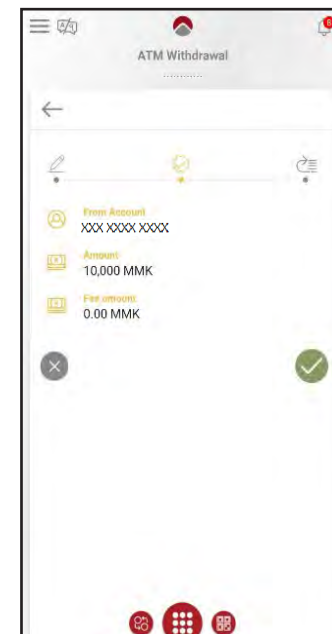 ATM Withdrawal
From Account
XXX XXXX XXXX
Amount
10,000 MMK
Fee amount
0.00 MMK